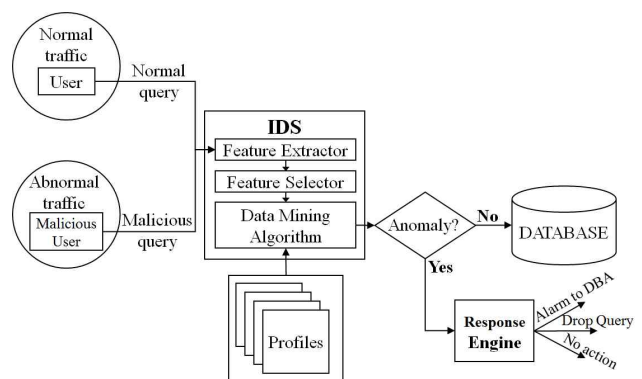 Normal
traffic
User
Normal
query
Abnormal
traffic
Malicious
User
Malicious
query
IDS
Feature Extractor
Feature Selector
Data Mining
Algorithm
Profiles
Anomaly?
No
Yes
DATABASE
Response
Engine
Alarm to DBA
Drop Query
No action